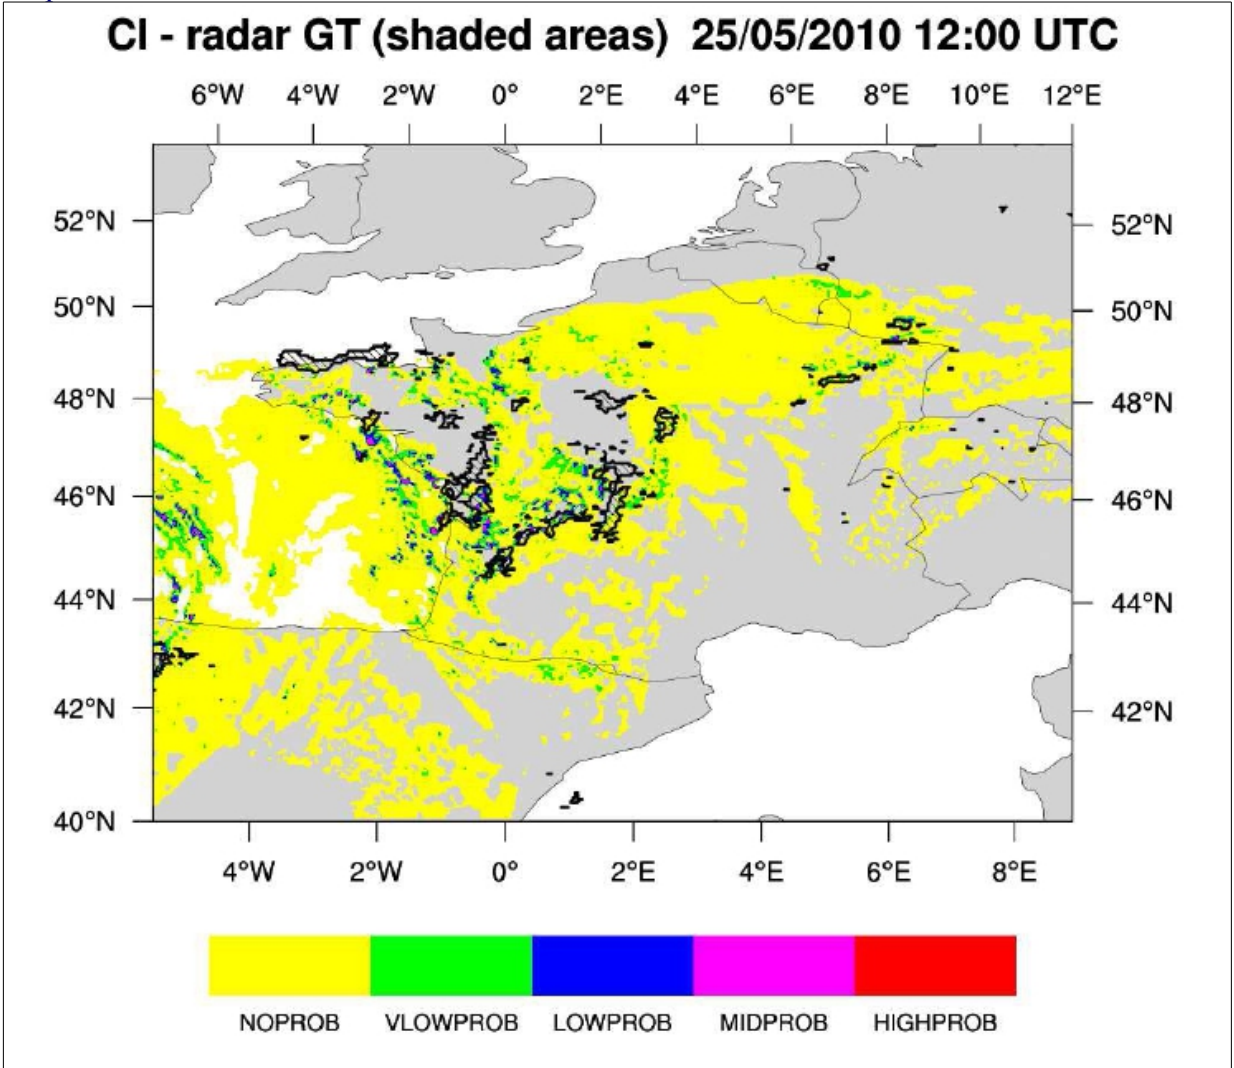 CI - radar GT (shaded areas) 25/05/2010 12:00 UTC
6°W 4°W 2°W 0° 2°E 4°E 6°E 8°E 10°E 12°E
52°N 52°N
50°N 50°N
48°N 48°N
46°N 46°N
44°N 44°N
42°N 42°N
40°N
4°W 2°W 0° 2°E 4°E 6°E 8°E
NOPROB VLOWPROB LOWPROB MIDPROB HIGHPROB